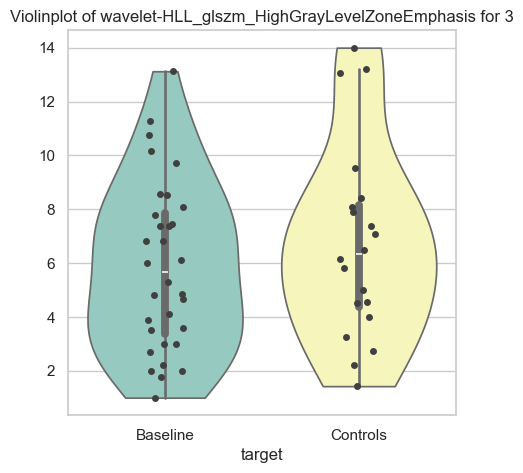 Violinplot of wavelet-HLL_glszm_HighGrayLevelZoneEmphasis for 3
14
12
10
8
6
4
2
Baseline Controls
target